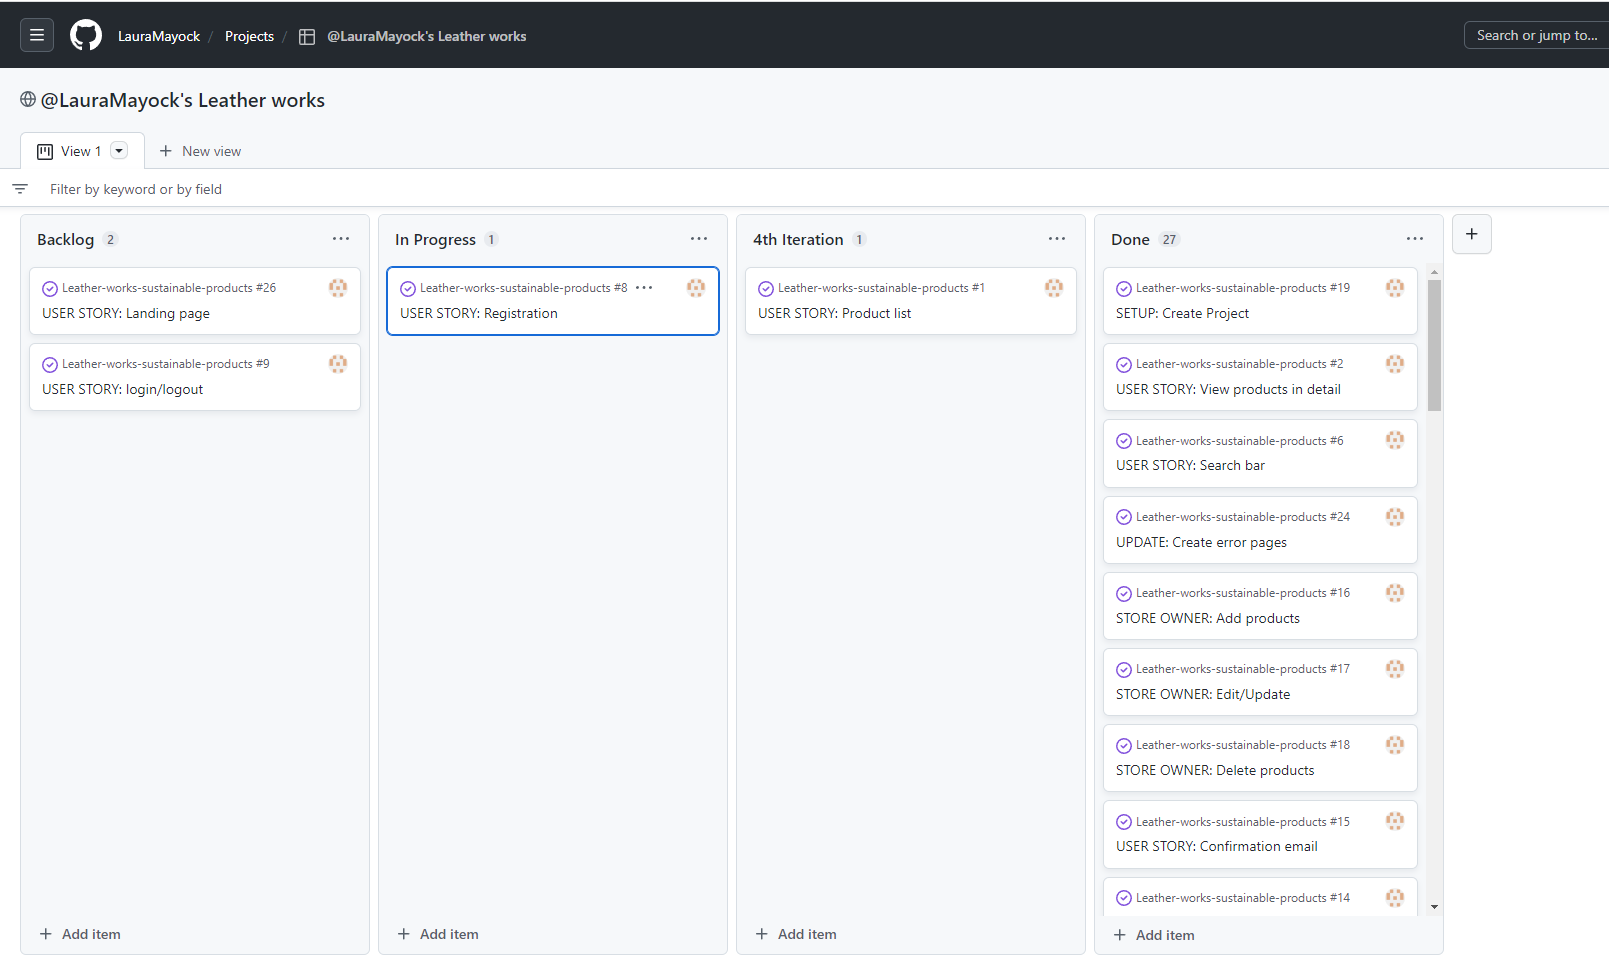 LauraMayock / Projects / @LauraMayock's Leather works
Search or jump to...
@LauraMayock's Leather works
View 1
New view
Filter by keyword or by field
Backlog 2
Leather-works-sustainable-products #26
USER STORY: Landing page
Leather-works-sustainable-products #9
USER STORY: login/logout
Add item
In Progress 1
Leather-works-sustainable-products #8
USER STORY: Registration
Add item
4th Iteration 1
Leather-works-sustainable-products #1
USER STORY: Product list
Add item
Done 27
Leather-works-sustainable-products #19
SETUP: Create Project
Leather-works-sustainable-products #2
USER STORY: View products in detail
Leather-works-sustainable-products #6
USER STORY: Search bar
Leather-works-sustainable-products #24
UPDATE: Create error pages
Leather-works-sustainable-products #16
STORE OWNER: Add products
Leather-works-sustainable-products #17
STORE OWNER: Edit/Update
Leather-works-sustainable-products #18
STORE OWNER: Delete products
Leather-works-sustainable-products #15
USER STORY: Confirmation email
Leather-works-sustainable-products #14
Add item